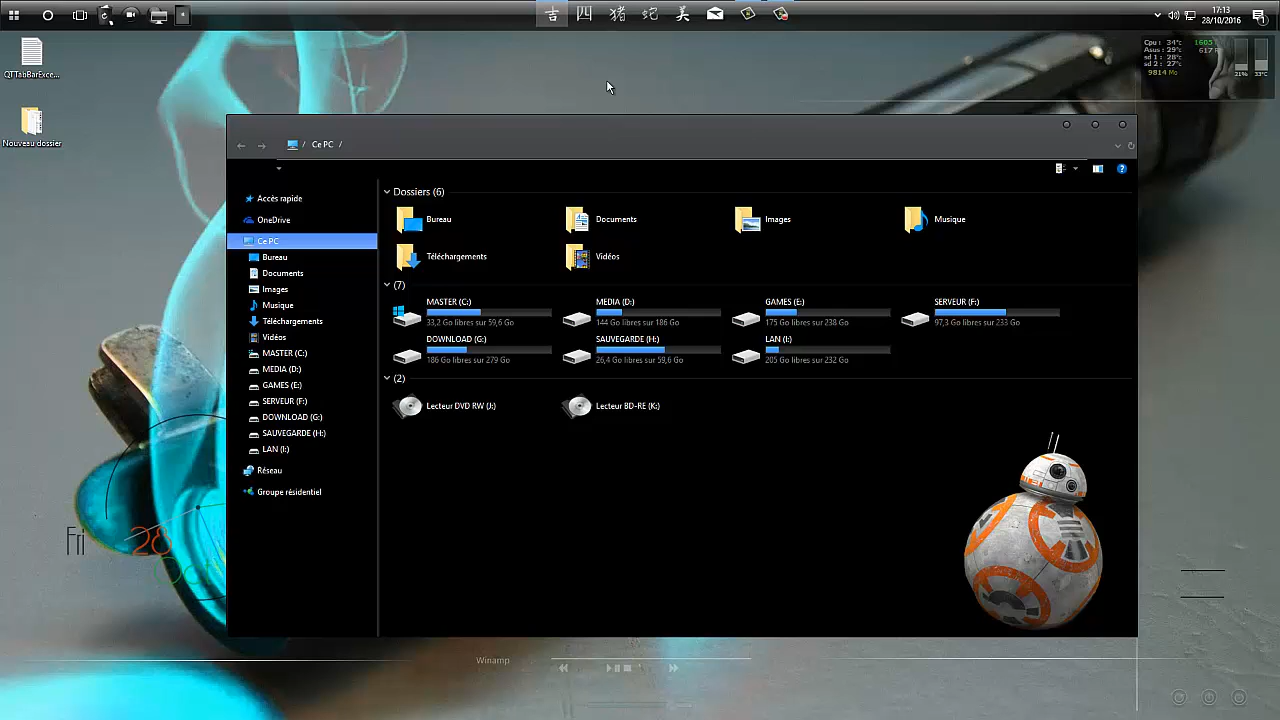 吉 四 猪 蛇 美
17:13
28/10/2016
QTTabBarExce...
Nouveau dossier
Cpu : 34°c
Asus : 29°c
sd 1 : 28°c
sd 2 : 27°c
9814 Mo
21% 33°C
/ Ce PC /
Accès rapide
OneDrive
Ce PC
Bureau
Documents
Images
Musique
Téléchargements
Vidéos
MASTER (C:)
MEDIA (D:)
GAMES (E:)
SERVEUR (F:)
DOWNLOAD (G:)
SAUVEGARDE (H:)
LAN (I:)
Réseau
Groupe résidentiel
Dossiers (6)
Bureau Documents Images Musique
Téléchargements Vidéos
(7)
MASTER (C:) MEDIA (D:) GAMES (E:) SERVEUR (F:)
33,2 Go libres sur 59,6 Go 144 Go libres sur 186 Go 175 Go libres sur 238 Go 97,3 Go libres sur 233 Go
DOWNLOAD (G:) SAUVEGARDE (H:) LAN (I:)
186 Go libres sur 279 Go 26,4 Go libres sur 59,6 Go 205 Go libres sur 232 Go
(2)
Lecteur DVD RW (J:) Lecteur BD-RE (K:)
Fri 28
Winamp